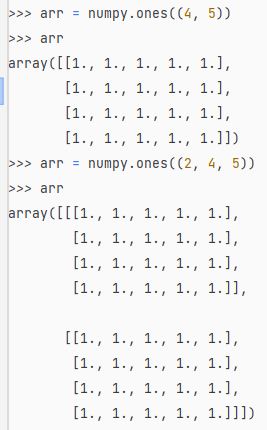 >>> arr = numpy.ones((4, 5))
>>> arr
array([[1., 1., 1., 1., 1.],
       [1., 1., 1., 1., 1.],
       [1., 1., 1., 1., 1.],
       [1., 1., 1., 1., 1.]])
>>> arr = numpy.ones((2, 4, 5))
>>> arr
array([[[1., 1., 1., 1., 1.],
        [1., 1., 1., 1., 1.],
        [1., 1., 1., 1., 1.],
        [1., 1., 1., 1., 1.]],

       [[1., 1., 1., 1., 1.],
        [1., 1., 1., 1., 1.],
        [1., 1., 1., 1., 1.],
        [1., 1., 1., 1., 1.]]])